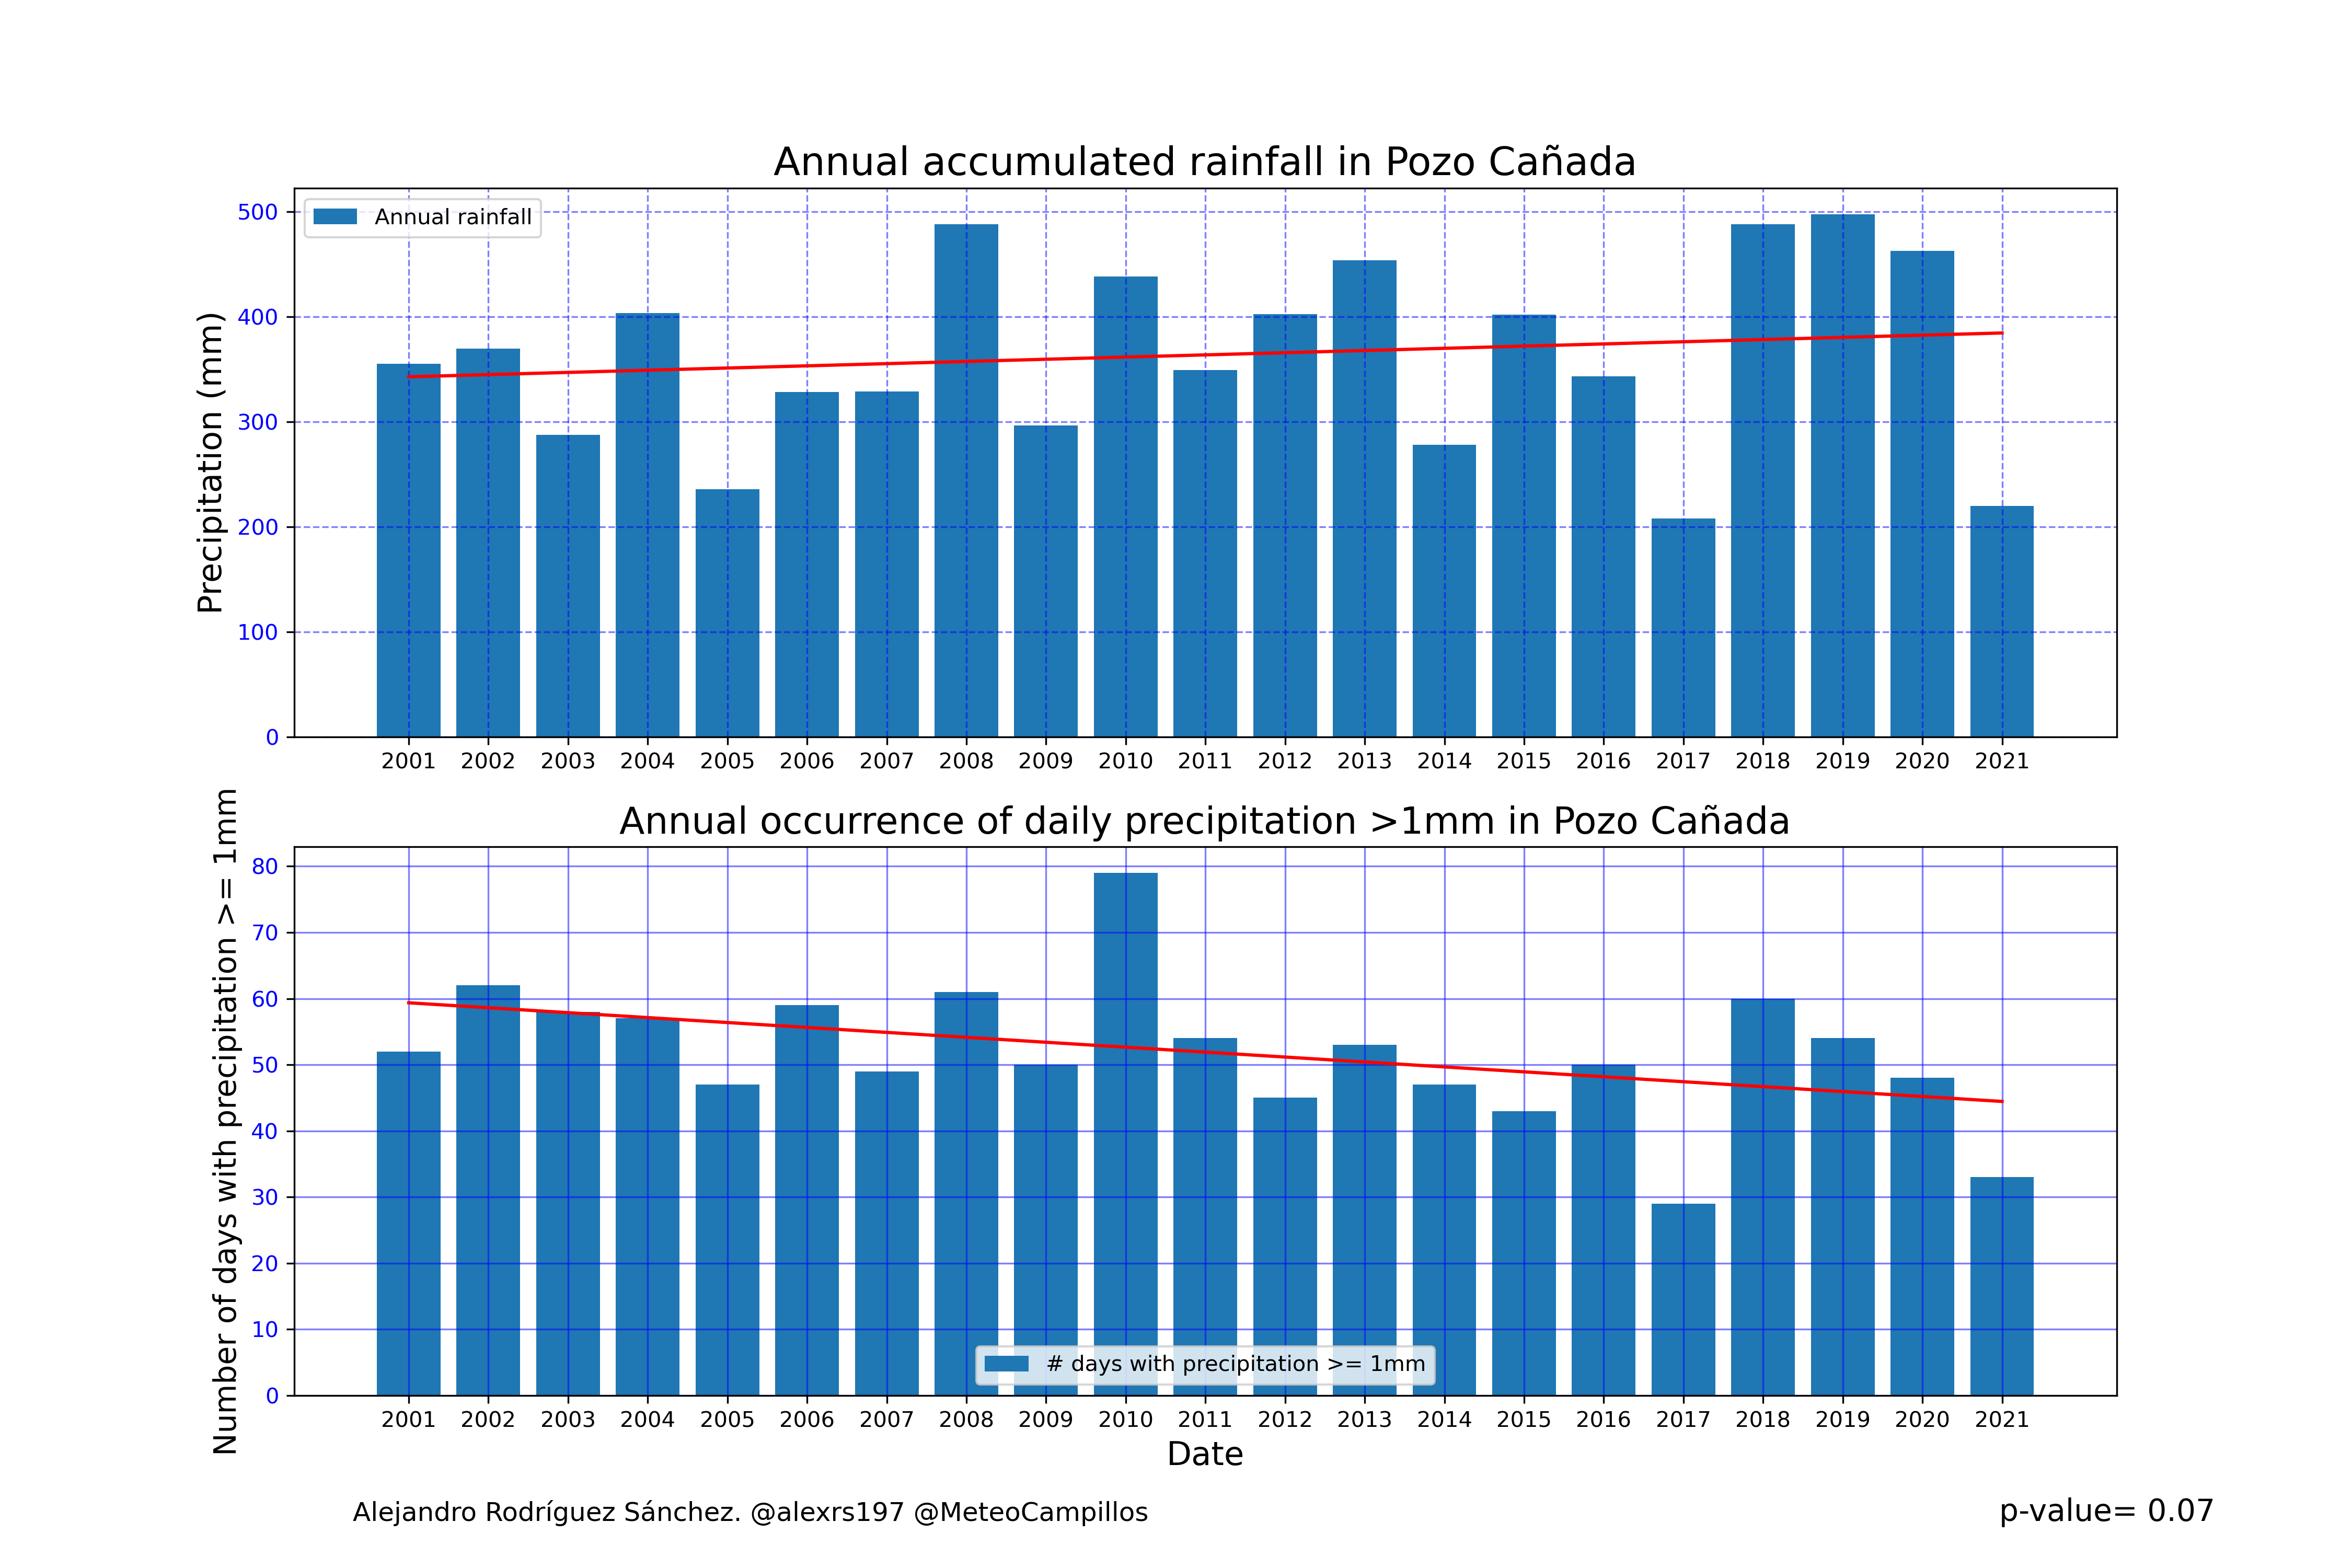 Annual accumulated rainfall in Pozo Cañada
Precipitation (mm)
500
400
300
200
100
0
Annual rainfall
2001 2002 2003 2004 2005 2006 2007 2008 2009 2010 2011 2012 2013 2014 2015 2016 2017 2018 2019 2020 2021
Annual occurrence of daily precipitation >1mm in Pozo Cañada
Number of days with precipitation >= 1mm
80
70
60
50
40
30
20
10
0
# days with precipitation >= 1mm
2001 2002 2003 2004 2005 2006 2007 2008 2009 2010 2011 2012 2013 2014 2015 2016 2017 2018 2019 2020 2021
Date
Alejandro Rodríguez Sánchez. @alexrs197 @MeteoCampillos
p-value= 0.07